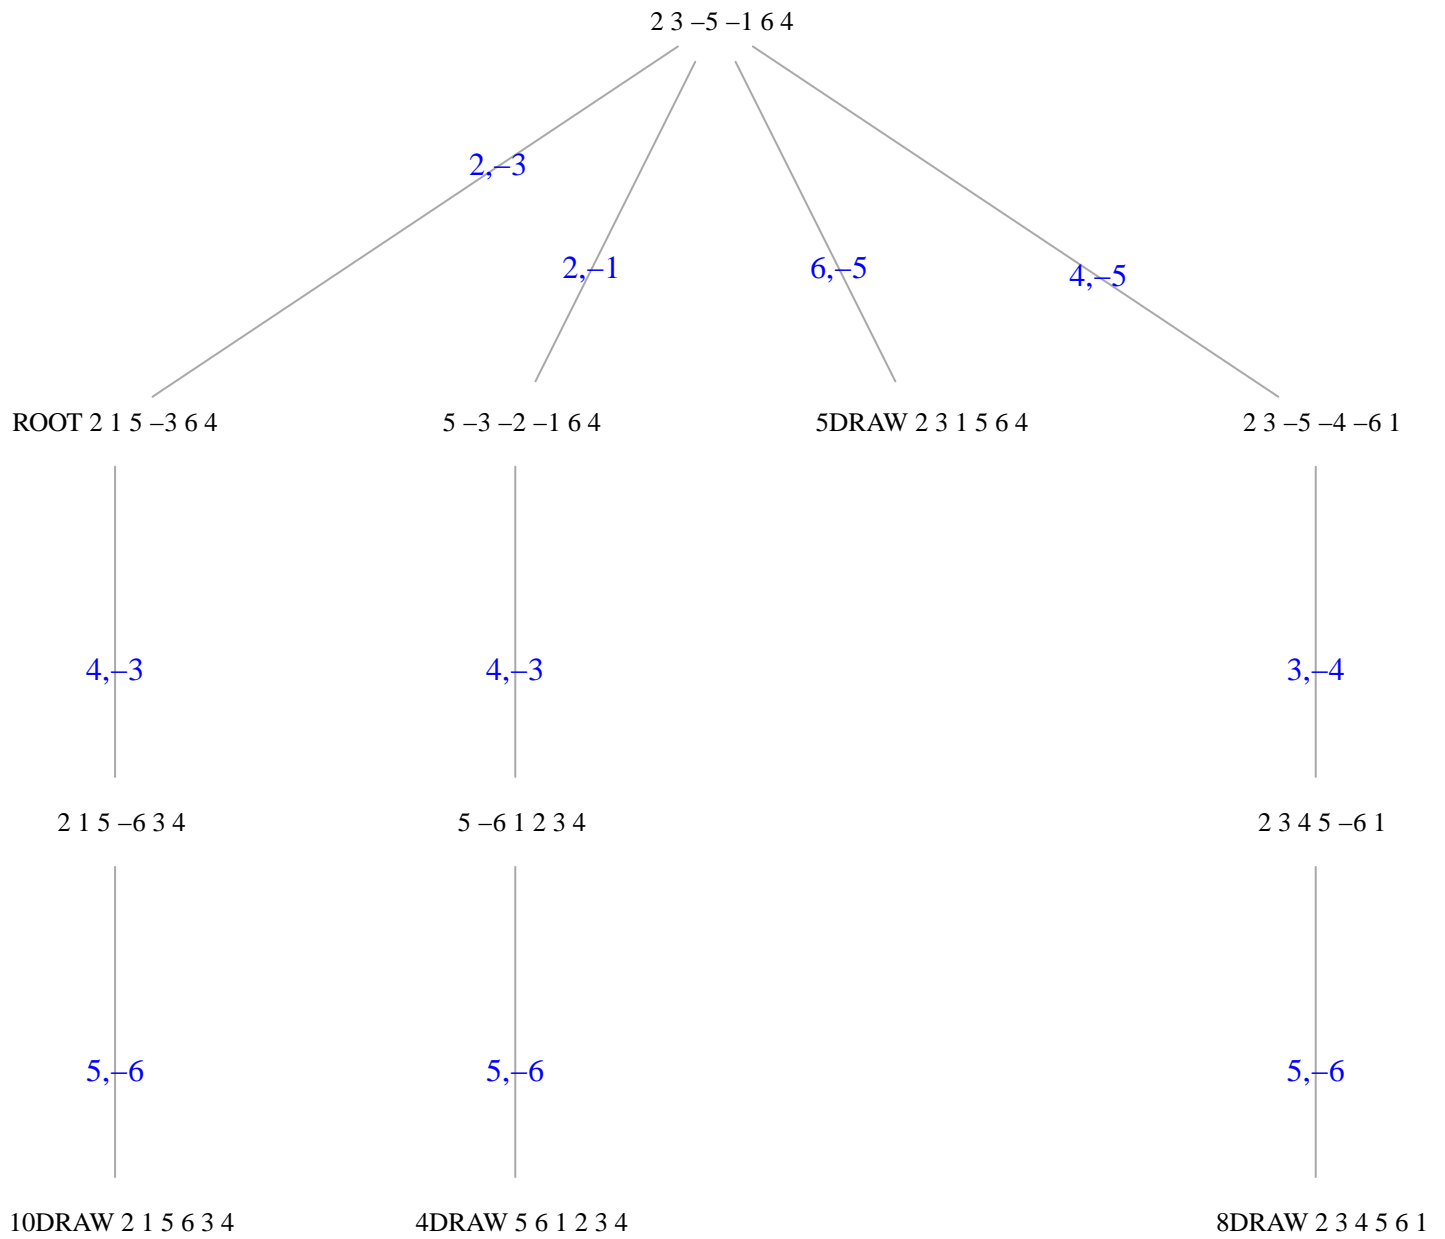 2 3 –5 –1 6 4
2,–3
2,–1
6,–5
4,–5
ROOT 2 1 5 –3 6 4
5 –3 –2 –1 6 4
5DRAW 2 3 1 5 6 4
2 3 –5 –4 –6 1
4,–3
4,–3
3,–4
2 1 5 –6 3 4
5 –6 1 2 3 4
2 3 4 5 –6 1
5,–6
5,–6
5,–6
10DRAW 2 1 5 6 3 4
4DRAW 5 6 1 2 3 4
8DRAW 2 3 4 5 6 1